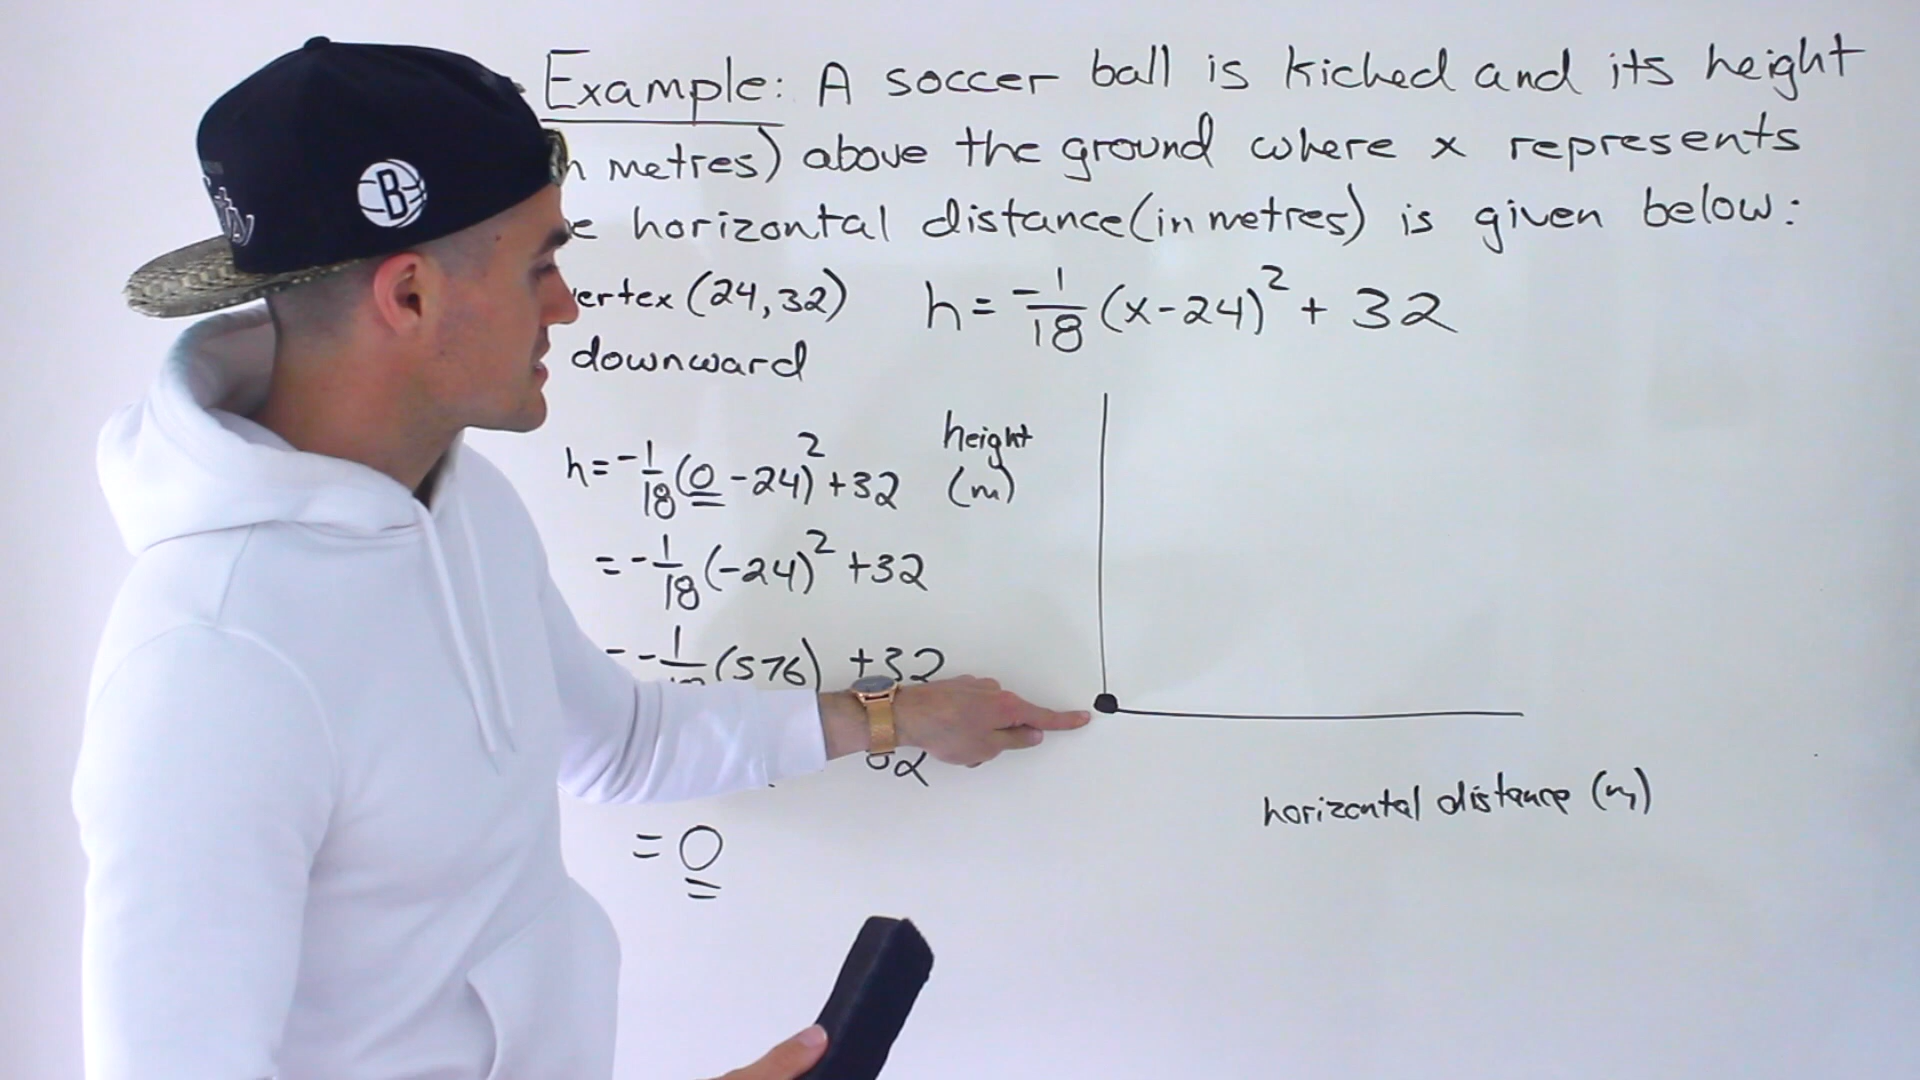 Example: A soccer ball is kicked and its height
metres) above the ground where x represents
horizontal distance (in metres) is given below:
vertex (24, 32)
h = -1/18 (x - 24)² + 32
downward
h = -1/18 (0 - 24)² + 32
= -1/18 (-24)² + 32
(576) + 32
= 0
height
(m)
horizontal distance (m)
B